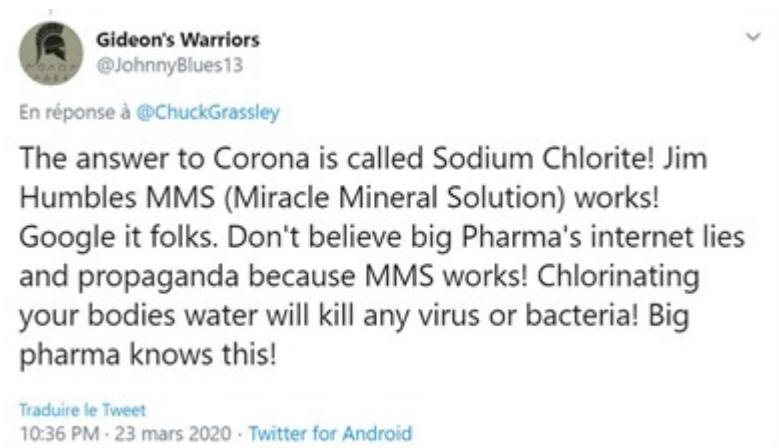 Gideon's Warriors
@JohnnyBlues13
En réponse à @ChuckGrassley
The answer to Corona is called Sodium Chlorite! Jim
Humbles MMS (Miracle Mineral Solution) works!
Google it folks. Don't believe big Pharma's internet lies
and propaganda because MMS works! Chlorinating
your bodies water will kill any virus or bacteria! Big
pharma knows this!
Traduire le Tweet
10:36 PM · 23 mars 2020 · Twitter for Android